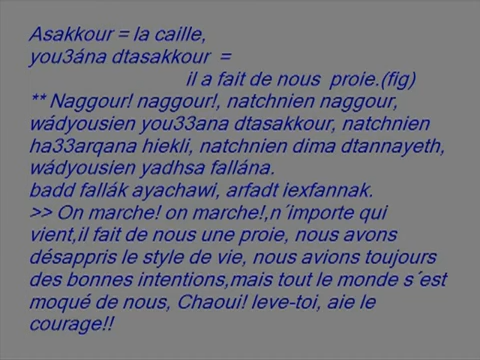 Asakkour = la caille,
you3ána dtasakkour =
il a fait de nous proie.(fig)
** Naggour! naggour!, natchnien naggour,
wádyousien you33ana dtasakkour, natchnien
ha33arqana hiekli, natchnien dima dtannayeth,
wádyousien yadhsa fallána.
badd fallák ayachawi, arfadt iexfannak.
>> On marche! on marche!,n´importe qui
vient,il fait de nous une proie, nous avons
désappris le style de vie, nous avions toujours
des bonnes intentions,mais tout le monde s´est
moqué de nous, Chaoui! leve-toi, aie le
courage!!